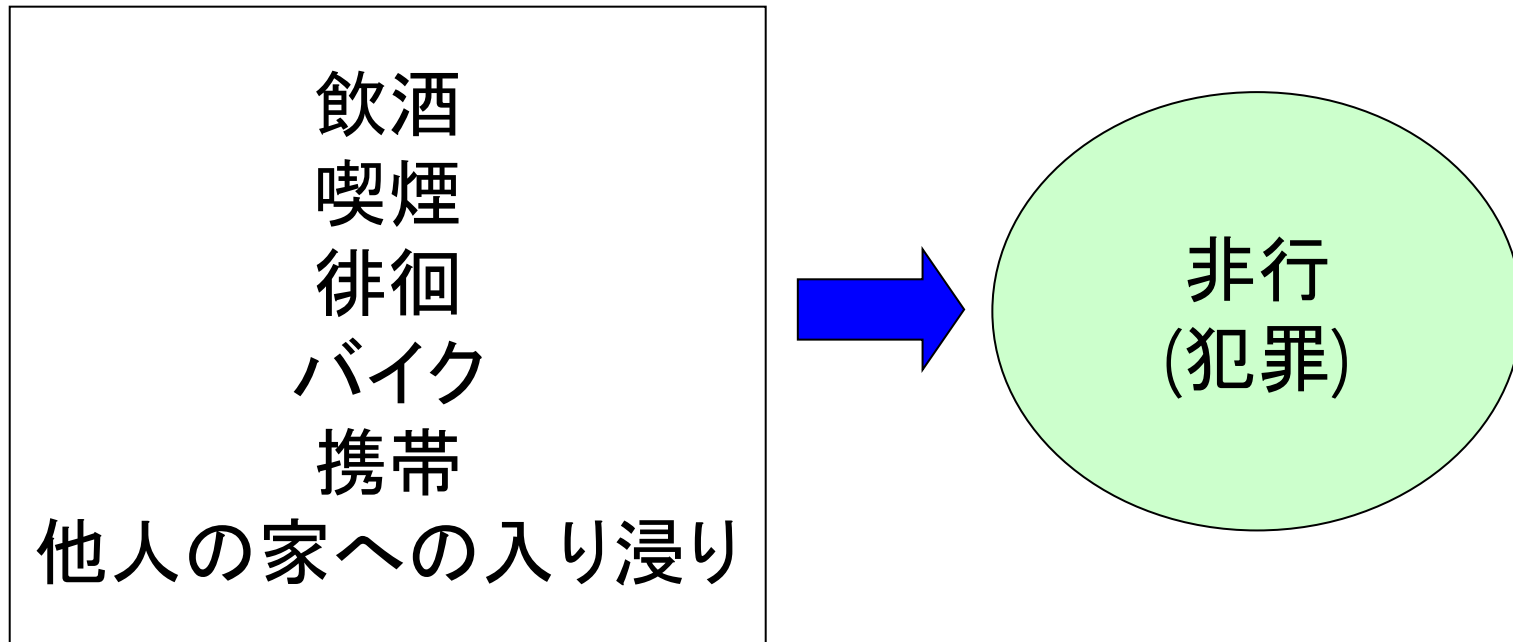 飲酒
喫煙
徘徊
バイク
携帯
他人の家への入り浸り
非行
(犯罪)